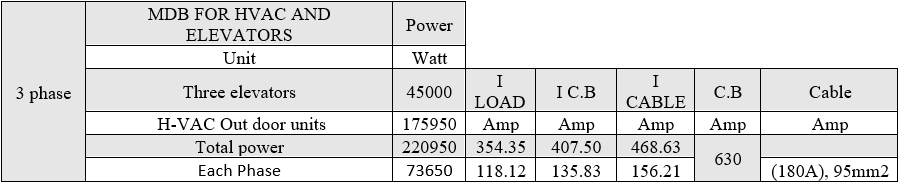 MDB FOR HVAC AND ELEVATORS Power
Unit Watt
3 phase Three elevators 45000 I LOAD I C.B I CABLE C.B Cable
H-VAC Out door units 175950 Amp Amp Amp Amp Amp
Total power 220950 354.35 407.50 468.63 630
Each Phase 73650 118.12 135.83 156.21 (180A), 95mm2